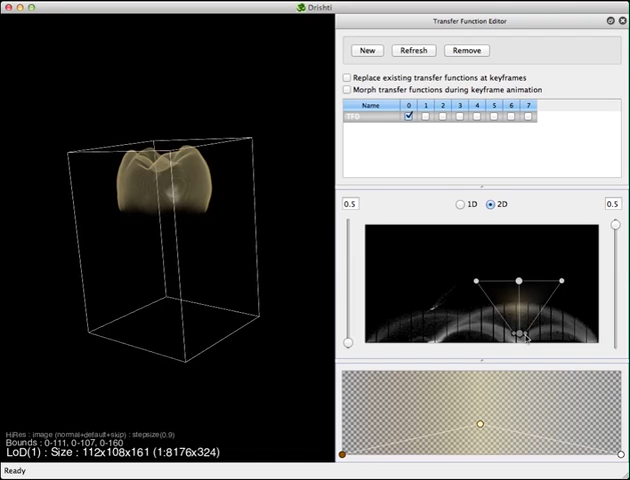 Drishti
Transfer Function Editor
New Refresh Remove
Replace existing transfer functions at keyframes
Morph transfer functions during keyframe animation
Name 0 1 2 3 4 5 6 7
TF0
0.5 1D 2D 0.5
HiRes : image (normal+default+skip) : stepsize(0.9)
Bounds : 0-111, 0-107, 0-160
LoD(1) : Size : 112x108x161 (1:8176x324)
Ready